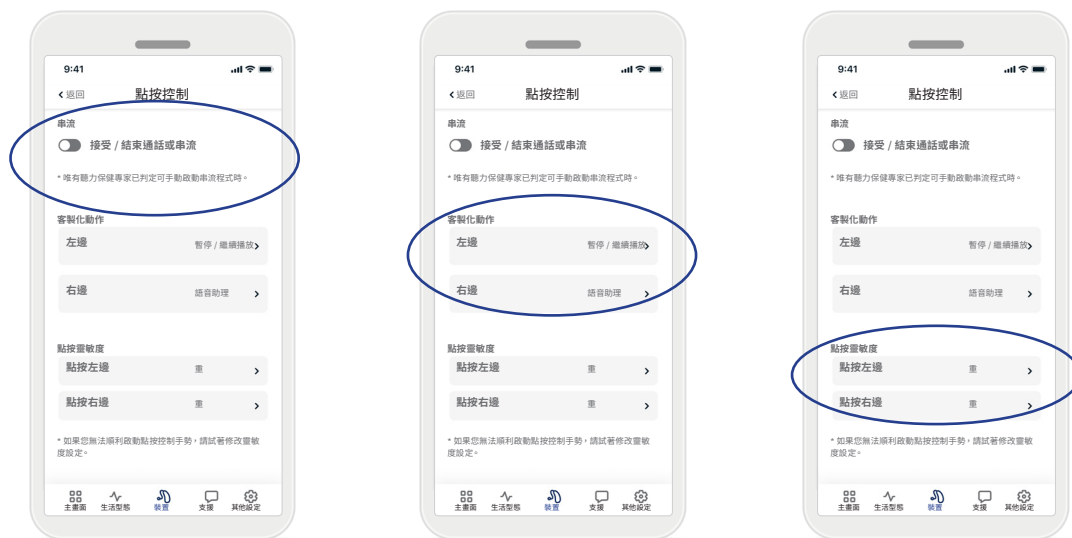 9:41
返回
點按控制
串流
接受 / 結束通話或串流
* 唯有聽力保健專家已判定可手動啟動串流程式時。
客製化動作
左邊 暫停 / 繼續播放
右邊 語音助理
點按靈敏度
點按左邊 重
點按右邊 重
* 如果您無法順利啟動點按控制手勢，請試著修改靈敏
度設定。
主畫面 生活型態 裝置 支援 其他設定
9:41
返回
點按控制
串流
接受 / 結束通話或串流
* 唯有聽力保健專家已判定可手動啟動串流程式時。
客製化動作
左邊 暫停 / 繼續播放
右邊 語音助理
點按靈敏度
點按左邊 重
點按右邊 重
* 如果您無法順利啟動點按控制手勢，請試著修改靈敏
度設定。
主畫面 生活型態 裝置 支援 其他設定
9:41
返回
點按控制
串流
接受 / 結束通話或串流
* 唯有聽力保健專家已判定可手動啟動串流程式時。
客製化動作
左邊 暫停 / 繼續播放
右邊 語音助理
點按靈敏度
點按左邊 重
點按右邊 重
* 如果您無法順利啟動點按控制手勢，請試著修改靈敏
度設定。
主畫面 生活型態 裝置 支援 其他設定